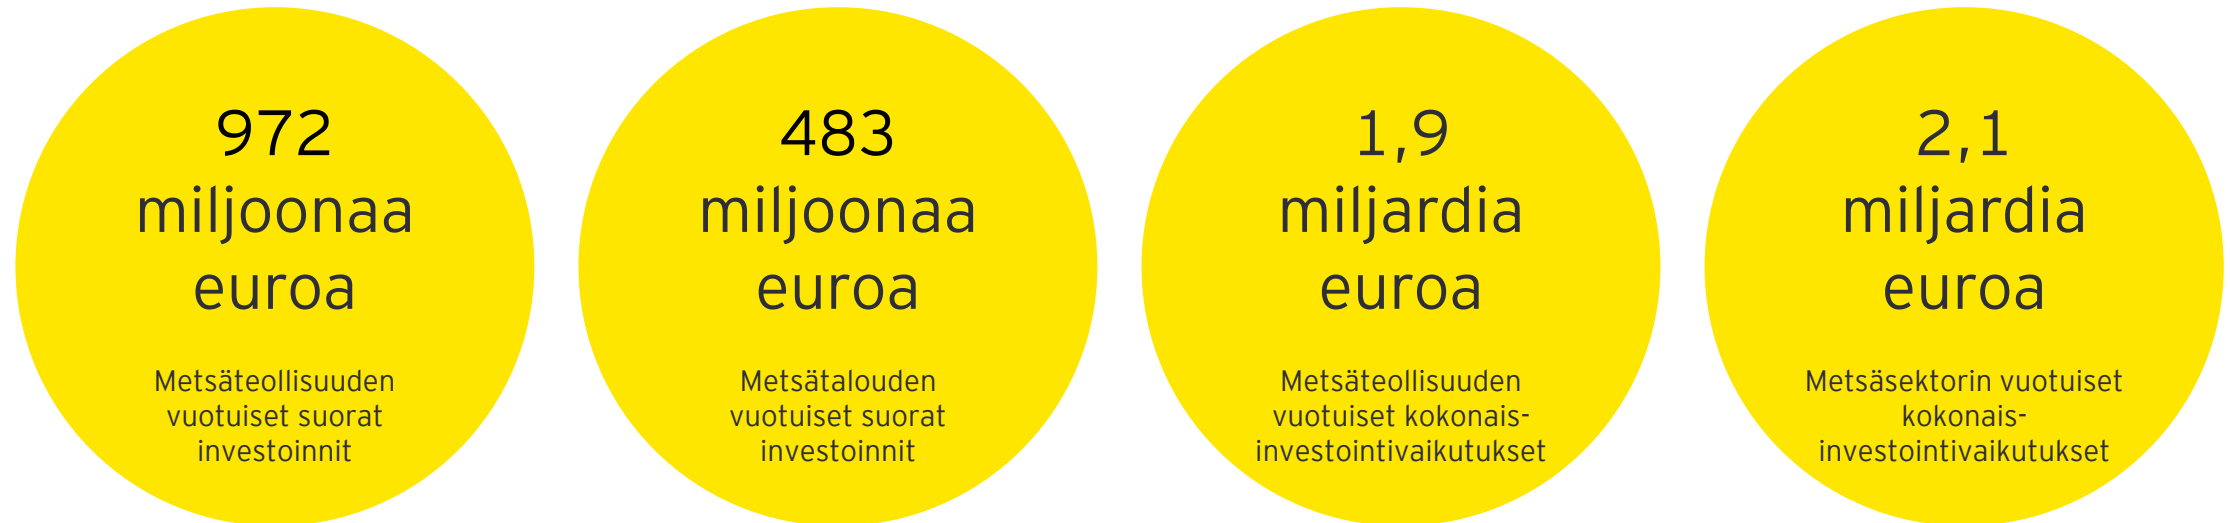 972
miljoonaa
euroa
Metsäteollisuuden
vuotuiset suorat
investoinnit
483
miljoonaa
euroa
Metsätalouden
vuotuiset suorat
investoinnit
1,9
miljardia
euroa
Metsäteollisuuden
vuotuiset kokonais-
investointivaikutukset
2,1
miljardia
euroa
Metsäsektorin vuotuiset
kokonais-
investointivaikutukset